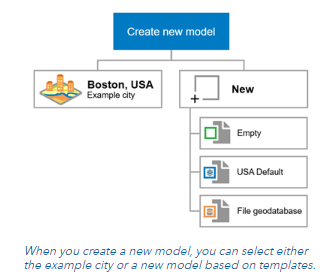 Create new model
Boston, USA
Example city
New
Empty
USA Default
File geodatabase
When you create a new model, you can select either
the example city or a new model based on templates.